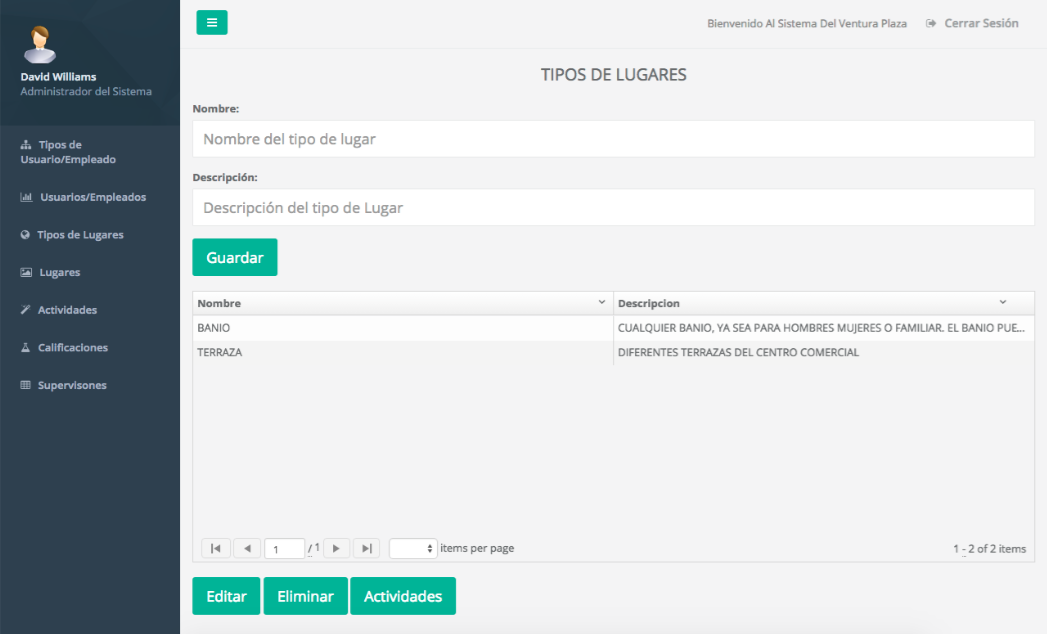 Bienvenido Al Sistema Del Ventura Plaza Cerrar Sesión
David Williams
Administrador del Sistema
Tipos de
Usuario/Empleado
Usuarios/Empleados
Tipos de Lugares
Lugares
Actividades
Calificaciones
Supervisones
TIPOS DE LUGARES
Nombre:
Nombre del tipo de lugar
Descripción:
Descripción del tipo de Lugar
Guardar
Nombre Descripcion
BANIO CUALQUIER BANIO, YA SEA PARA HOMBRES MUJERES O FAMILIAR. EL BANIO PUE...
TERRAZA DIFERENTES TERRAZAS DEL CENTRO COMERCIAL
1 / 1 items per page 1 - 2 of 2 items
Editar Eliminar Actividades